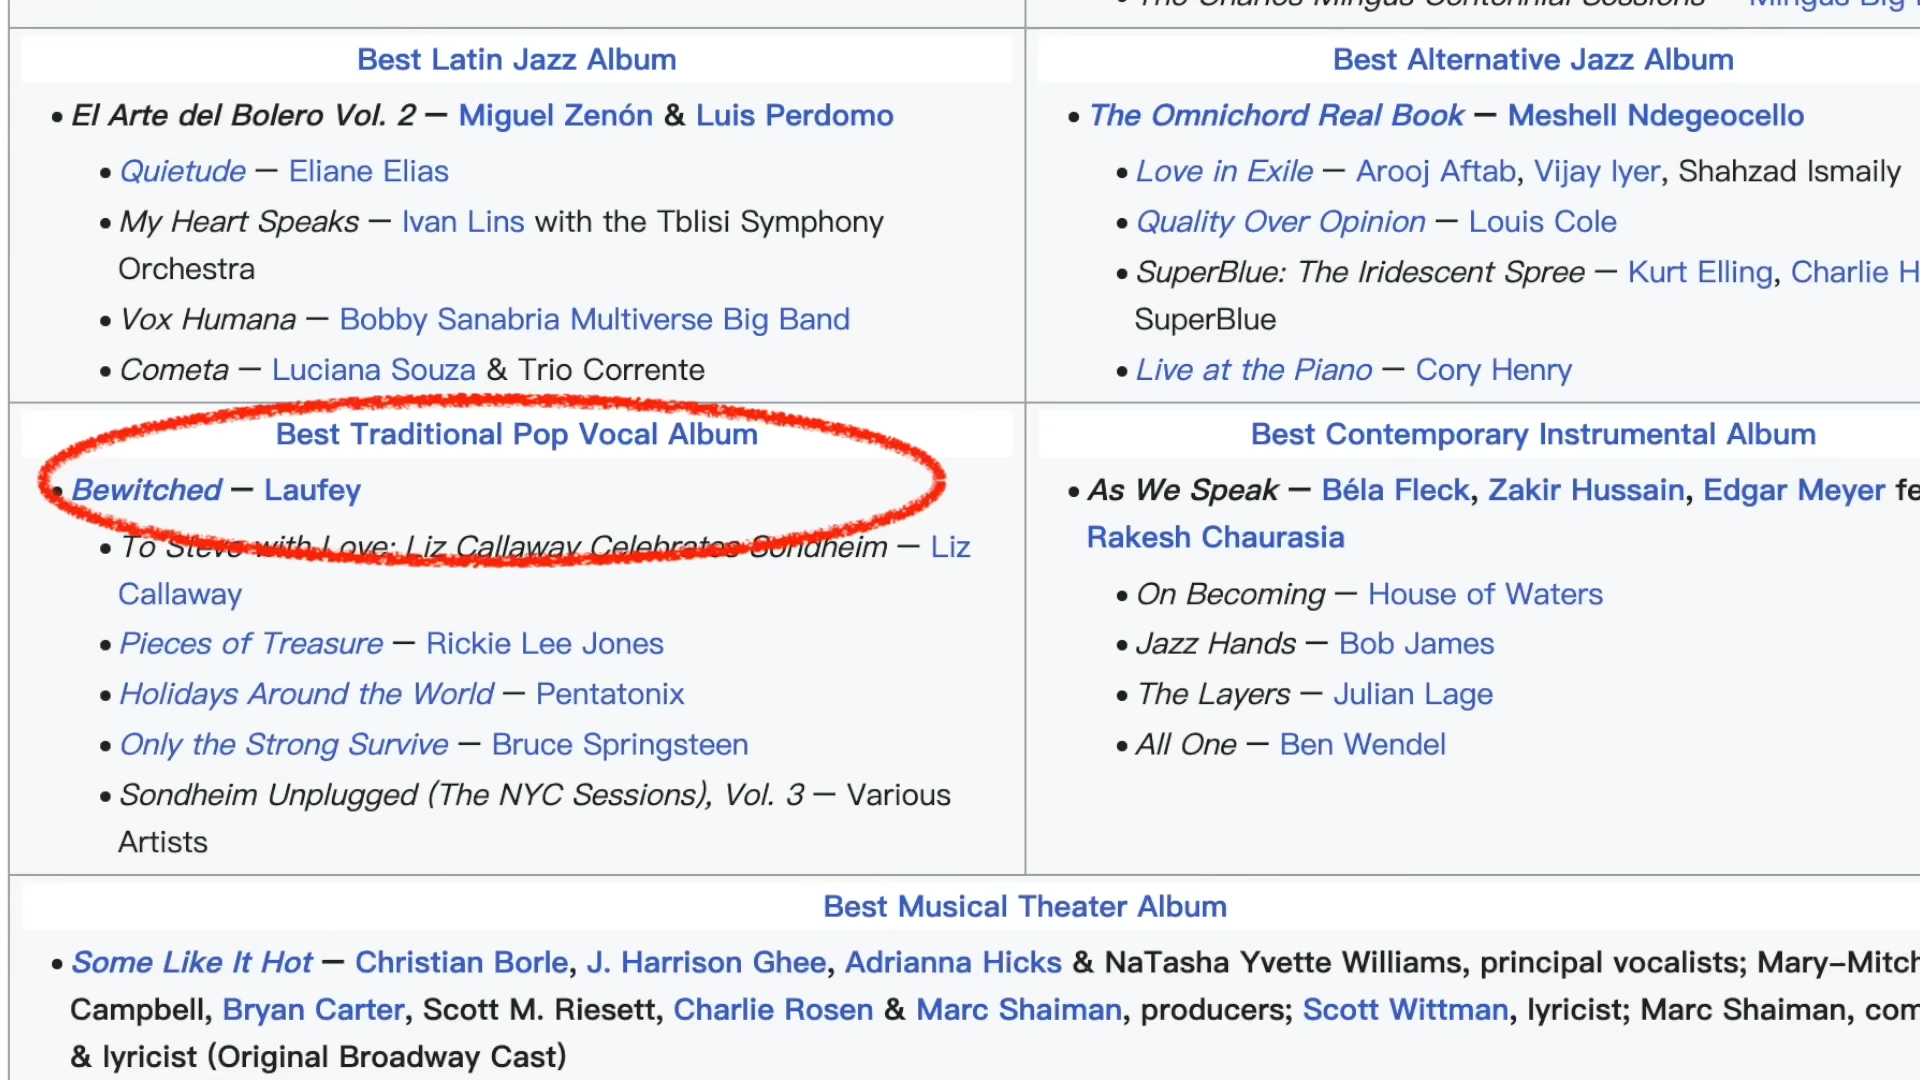 The Charles Mingus Centennial Sessions — Mingus Big
Best Latin Jazz Album
• El Arte del Bolero Vol. 2 — Miguel Zenón & Luis Perdomo
• Quietude — Eliane Elias
• My Heart Speaks — Ivan Lins with the Tblisi Symphony
Orchestra
• Vox Humana — Bobby Sanabria Multiverse Big Band
• Cometa — Luciana Souza & Trio Corrente
Best Alternative Jazz Album
• The Omnichord Real Book — Meshell Ndegeocello
• Love in Exile — Arooj Aftab, Vijay Iyer, Shahzad Ismaily
• Quality Over Opinion — Louis Cole
• SuperBlue: The Iridescent Spree — Kurt Elling, Charlie H
SuperBlue
• Live at the Piano — Cory Henry
Best Traditional Pop Vocal Album
• Bewitched — Laufey
• To Steve with Love: Liz Callaway Celebrates Sondheim — Liz
Callaway
• Pieces of Treasure — Rickie Lee Jones
• Holidays Around the World — Pentatonix
• Only the Strong Survive — Bruce Springsteen
• Sondheim Unplugged (The NYC Sessions), Vol. 3 — Various
Artists
Best Contemporary Instrumental Album
• As We Speak — Béla Fleck, Zakir Hussain, Edgar Meyer fe
Rakesh Chaurasia
• On Becoming — House of Waters
• Jazz Hands — Bob James
• The Layers — Julian Lage
• All One — Ben Wendel
Best Musical Theater Album
• Some Like It Hot — Christian Borle, J. Harrison Ghee, Adrianna Hicks & NaTasha Yvette Williams, principal vocalists; Mary–Mitch
Campbell, Bryan Carter, Scott M. Riesett, Charlie Rosen & Marc Shaiman, producers; Scott Wittman, lyricist; Marc Shaiman, com
& lyricist (Original Broadway Cast)